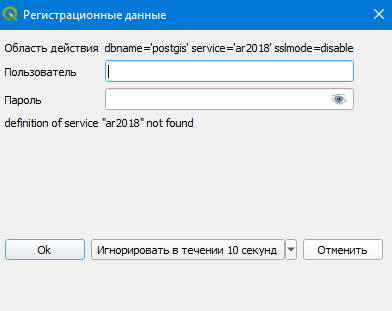 Регистрационные данные
Область действия dbname='postgis' service='ar2018' sslmode=disable
Пользователь
Пароль
definition of service "ar2018" not found
Ok Игнорировать в течении 10 секунд Отменить